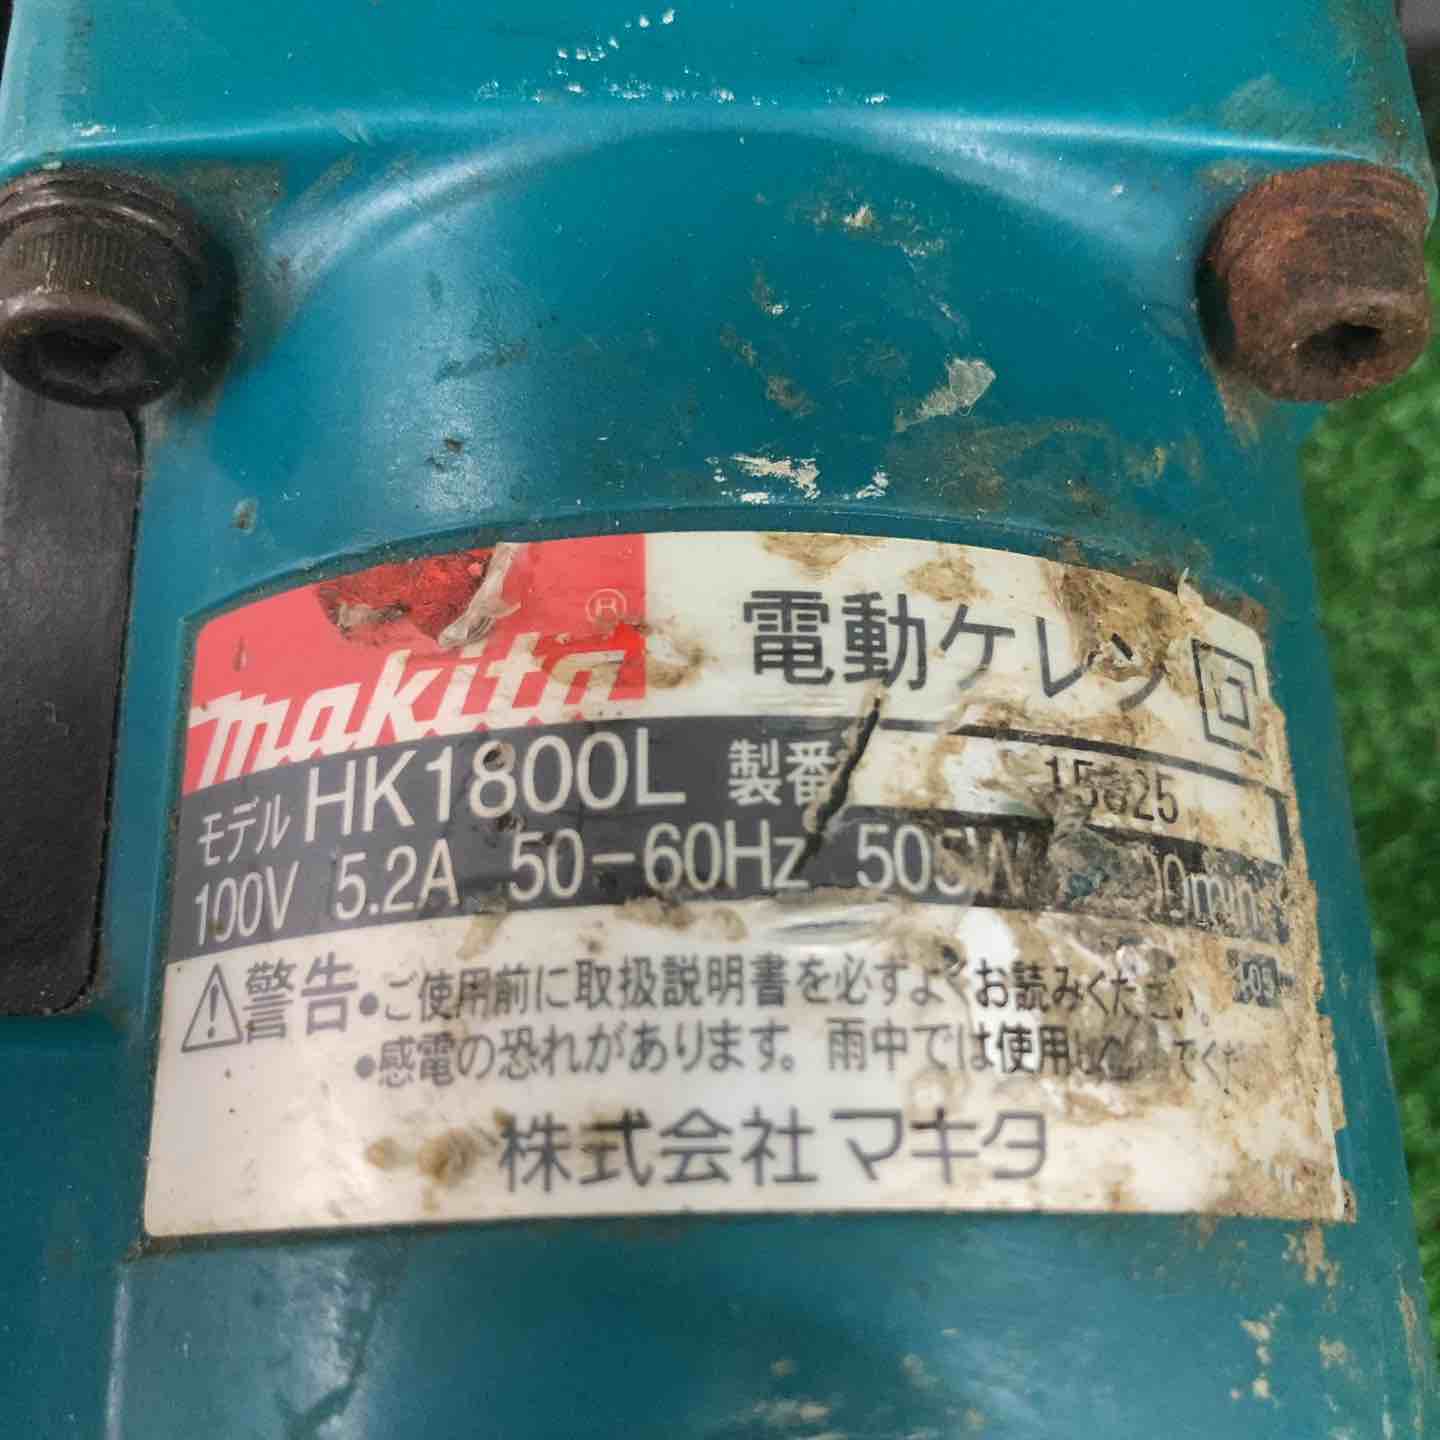 makita®
電動ケレン
モデル HK1800L 製番
100V 5.2A 50-60Hz
警告 •ご使用前に取扱説明書を必ずよくお読みください。
•感電の恐れがあります。雨中では使用
株式会社マキタ